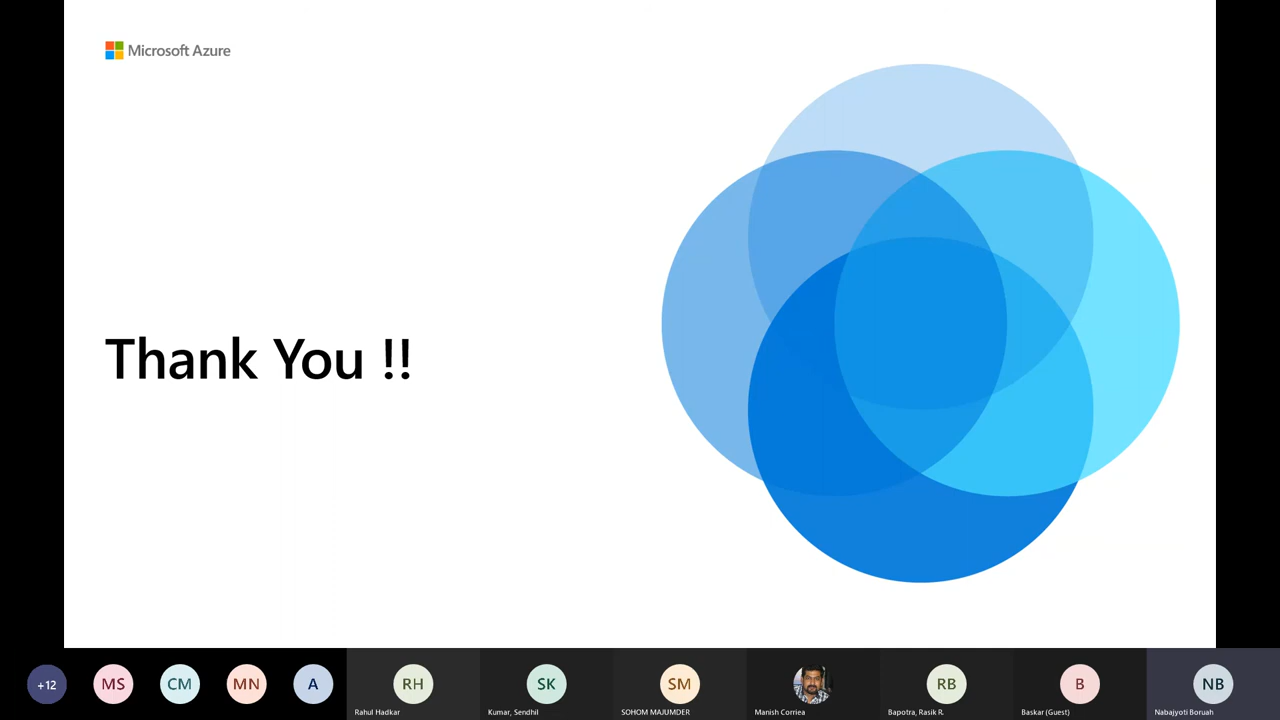 Microsoft Azure
Thank You !!
+12
MS
CM
MN
A
RH
SK
SM
RB
B
NB
Rahul Hadkar
Kumar, Sendhil
SOHOM MAJUMDER
Manish Corriea
Bapotra, Rasik R.
Baskar (Guest)
Nabajyoti Boruah